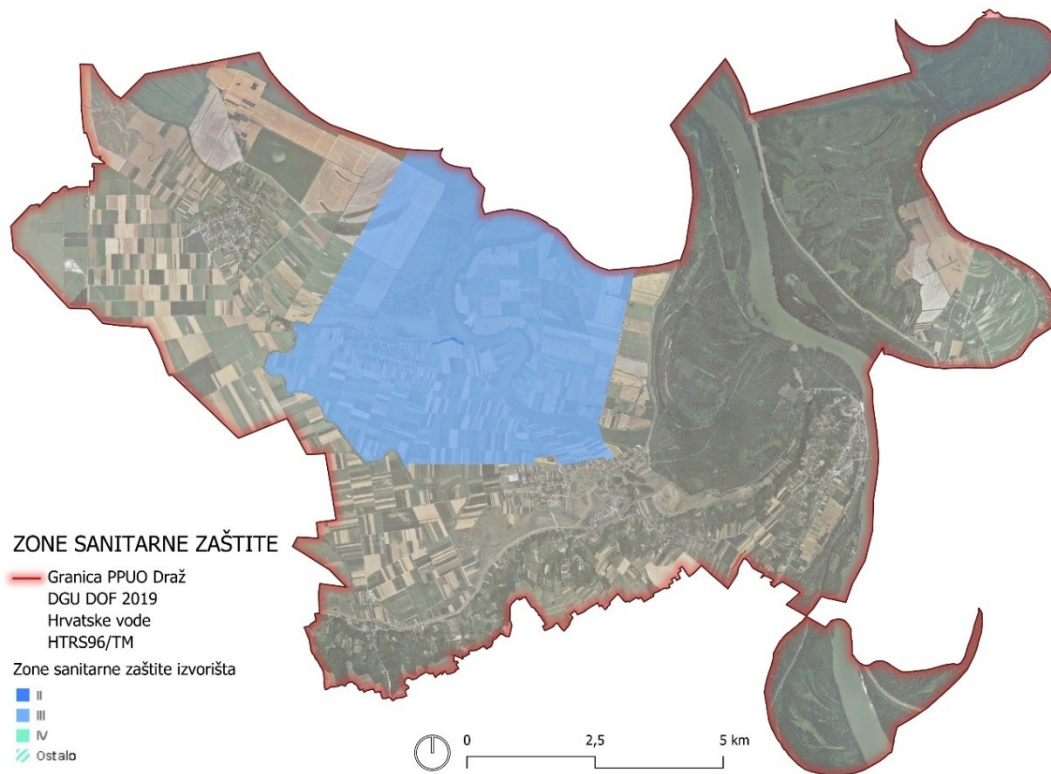 ZONE SANITARNE ZAŠTITE
Granica PPUO Draž
DGU DOF 2019
Hrvatske vode
HTRS96/TM
Zone sanitarne zaštite izvorišta
II
III
IV
Ostalo
0 2,5 5 km